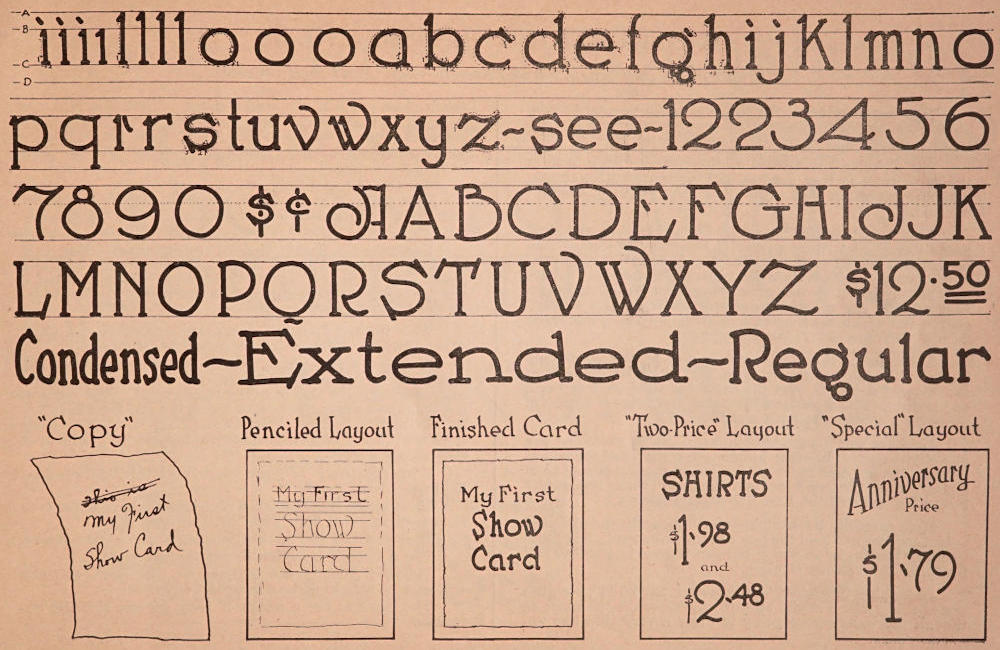 A
B
C
D
iiiiilllloooabcdefghijklmno
pqrrstuvwxyz~see~1223456
7890 $¢ AABCDEFGHIJJK
LMNOPQRSTUVWXYZ $12.50
Condensed~Extended~Regular
"Copy"
this is
my First
Show Card
Penciled Layout
My First
Show
Card
Finished Card
My First
Show
Card
"Two-Price" Layout
SHIRTS
$1.98
and
$2.48
"Special" Layout
Anniversary
Price
$1.79